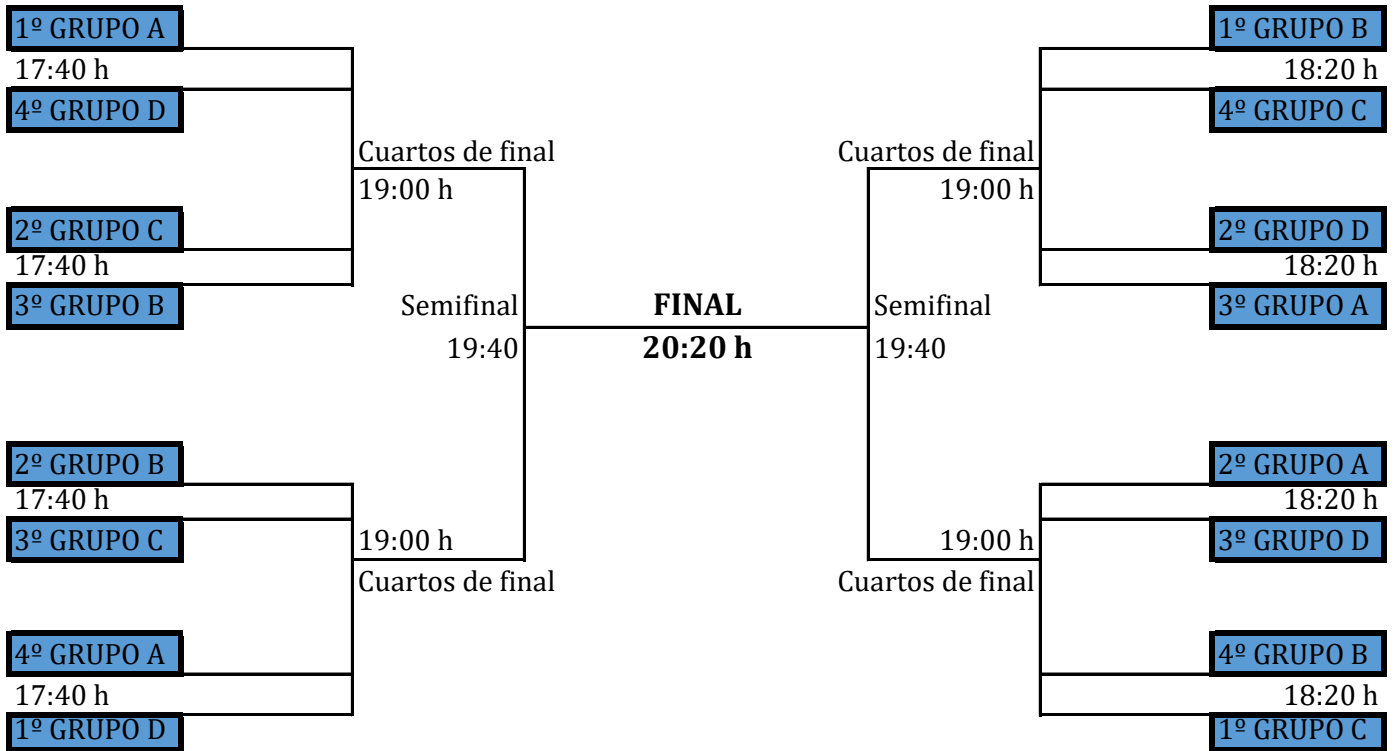 1º GRUPO A
17:40 h
4º GRUPO D
Cuartos de final
19:00 h
2º GRUPO C
17:40 h
3º GRUPO B
Semifinal
19:40
2º GRUPO B
17:40 h
3º GRUPO C
19:00 h
Cuartos de final
4º GRUPO A
17:40 h
1º GRUPO D
FINAL
20:20 h
1º GRUPO B
18:20 h
4º GRUPO C
Cuartos de final
19:00 h
2º GRUPO D
18:20 h
3º GRUPO A
Semifinal
19:40
2º GRUPO A
18:20 h
3º GRUPO D
19:00 h
Cuartos de final
4º GRUPO B
18:20 h
1º GRUPO C